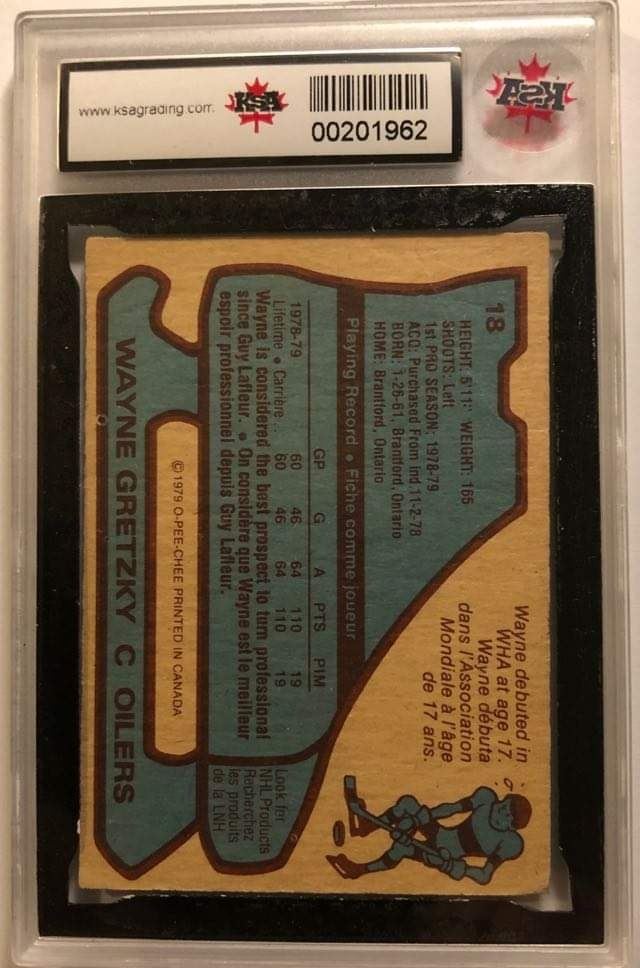 www.ksagrading.com
KSA
00201962
KSA
18
HEIGHT: 5'11" WEIGHT: 165
SHOOTS: Left
1st PRO SEASON: 1978-79
ACQ: Purchased From Ind 11-2-78
BORN: 1-26-61, Brantford, Ontario
HOME: Brantford, Ontario
Wayne debuted in
WHA at age 17.
Wayne débuta
dans l'Association
Mondiale à l'âge
de 17 ans.
Playing Record • Fiche comme joueur
GP G A PTS PIM
1978-79 60 46 64 110 19
Lifetime • Carrière... 60 46 64 110 19
Wayne is considered the best prospect to turn professional
since Guy Lafleur. • On considère que Wayne est le meilleur
espoir professionnel depuis Guy Lafleur.
Look for
NHL Products
Recherchez
les produits
de la LNH
© 1979 O-PEE-CHEE PRINTED IN CANADA
WAYNE GRETZKY C OILERS